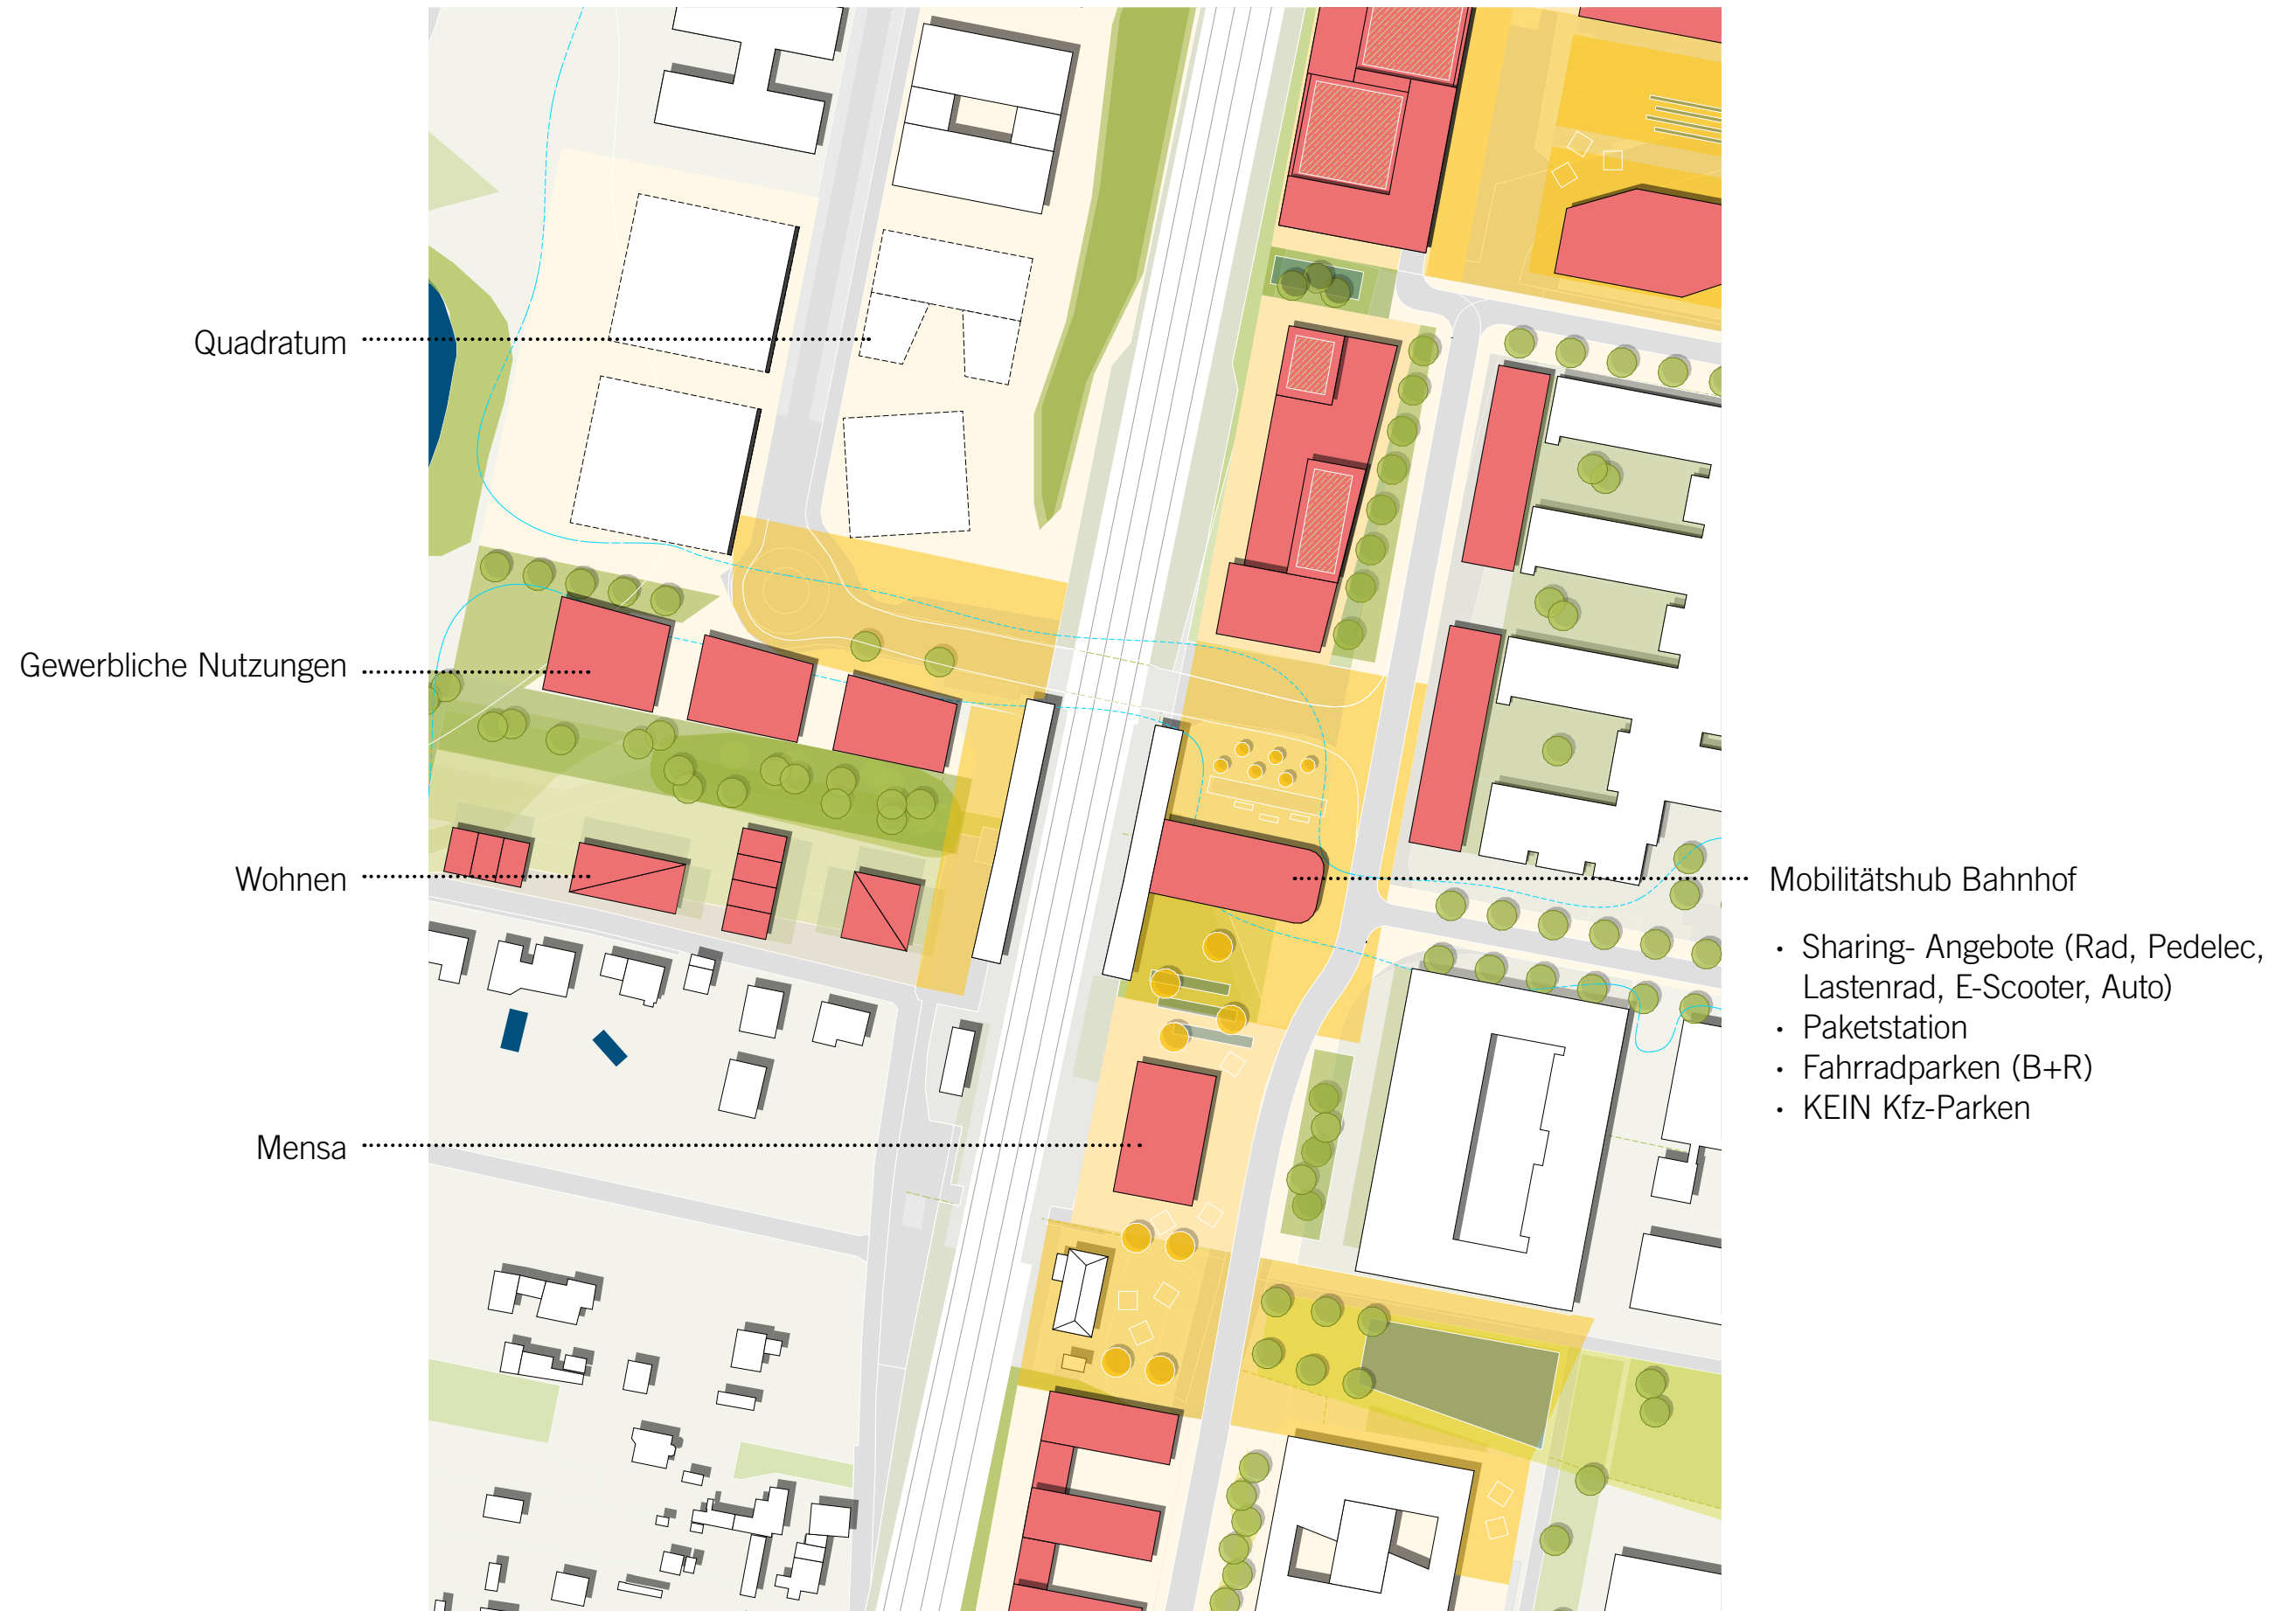 Quadratum
Gewerbliche Nutzungen
Wohnen
Mensa
Mobilitätshub Bahnhof
· Sharing- Angebote (Rad, Pedelec,
Lastenrad, E-Scooter, Auto)
· Paketstation
· Fahrradparken (B+R)
· KEIN Kfz-Parken